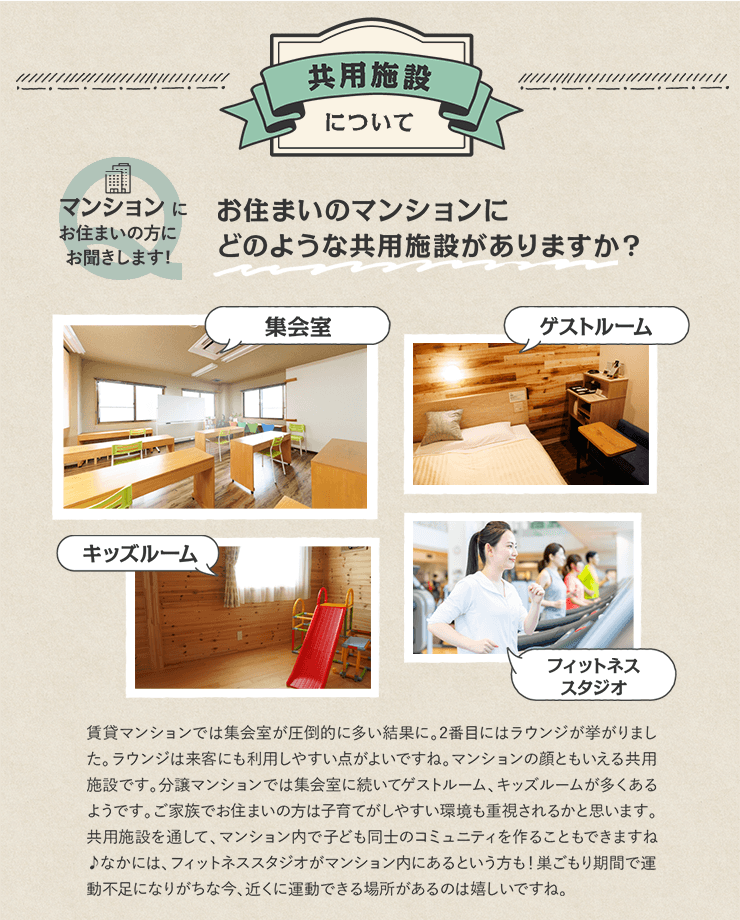 共用施設
について
マンションに
お住まいの方に
お聞きします!
お住まいのマンションに
どのような共用施設がありますか?
集会室
ゲストルーム
キッズルーム
フィットネス
スタジオ
賃貸マンションでは集会室が圧倒的に多い結果に。2番目にはラウンジが挙がりまし
た。ラウンジは来客にも利用しやすい点がよいですね。マンションの顔ともいえる共用
施設です。分譲マンションでは集会室に続いてゲストルーム、キッズルームが多くある
ようです。ご家族でお住まいの方は子育てがしやすい環境も重視されるかと思います。
共用施設を通して、マンション内で子ども同士のコミュニティを作ることもできますね
♪なかには、フィットネススタジオがマンション内にあるという方も!巣ごもり期間で運
動不足になりがちな今、近くに運動できる場所があるのは嬉しいですね。